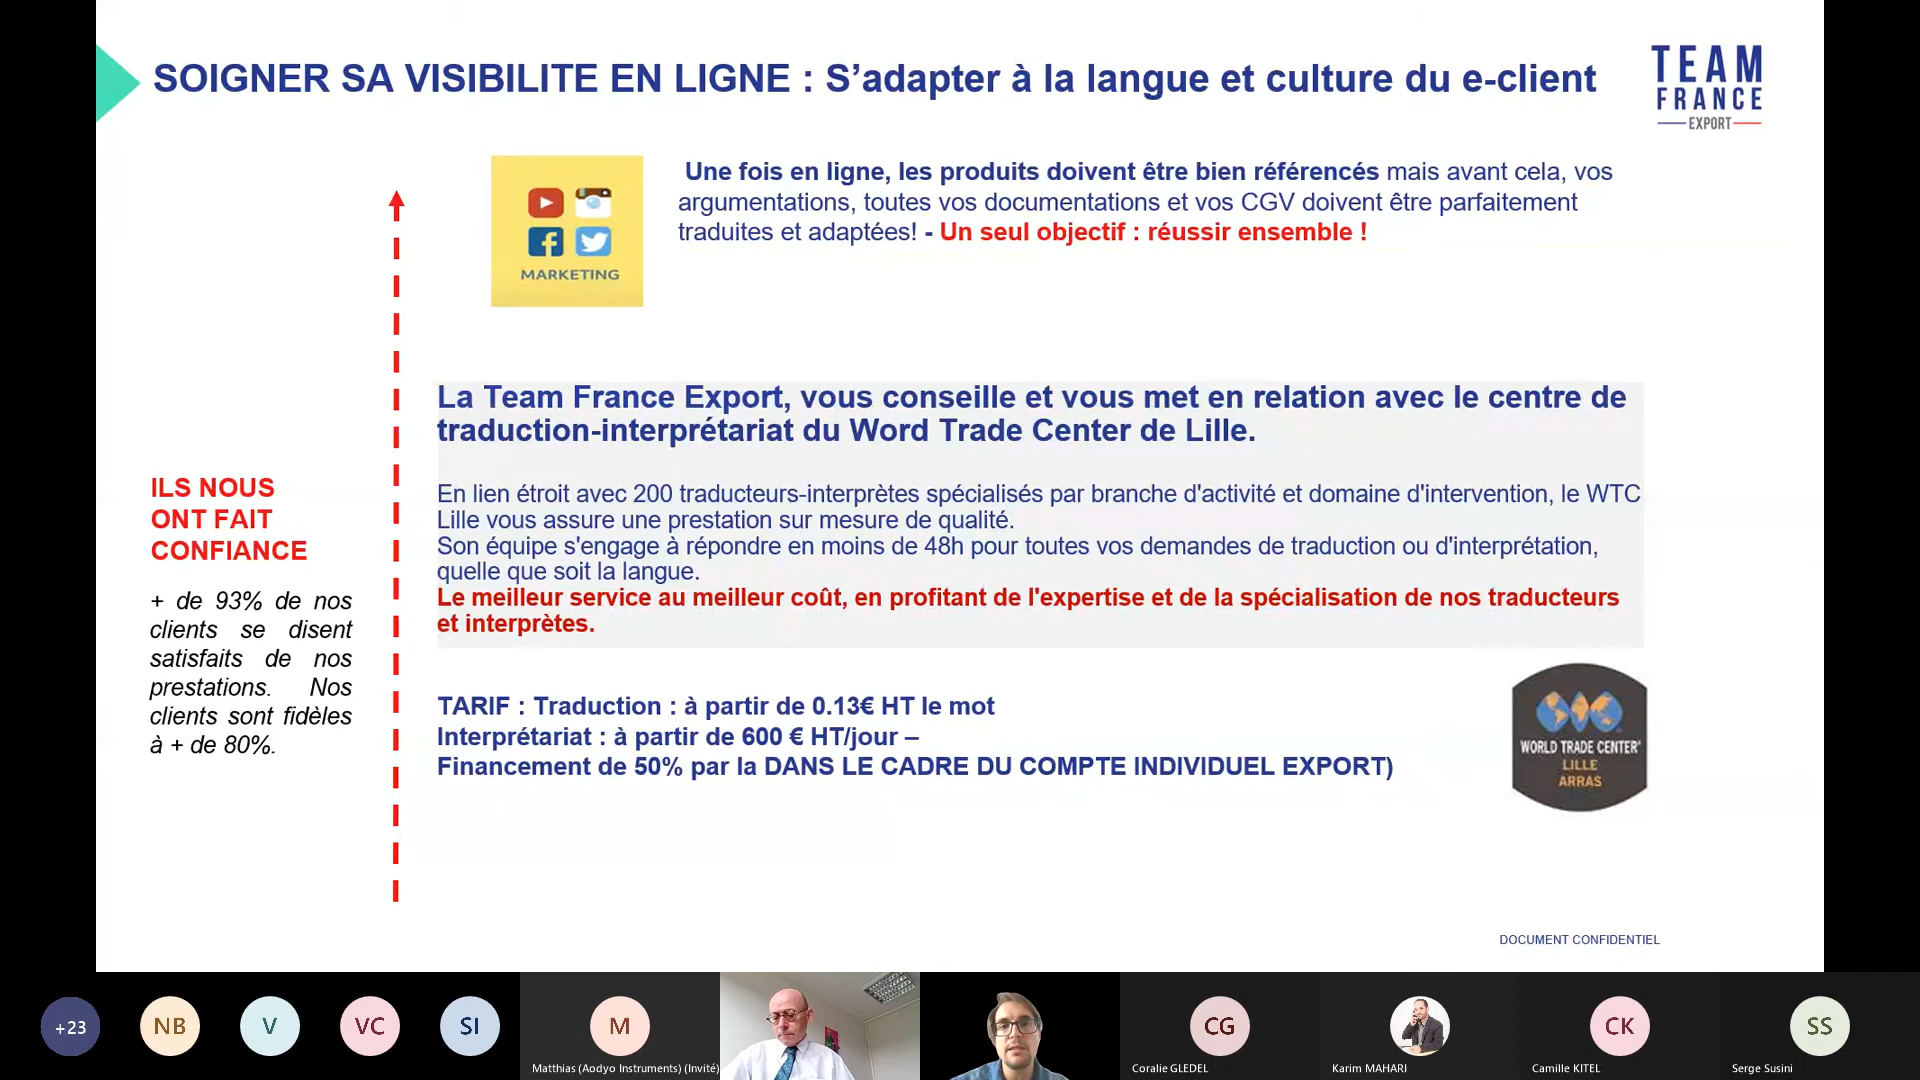 SOIGNER SA VISIBILITE EN LIGNE : S’adapter à la langue et culture du e-client
TEAM
FRANCE
EXPORT
MARKETING
Une fois en ligne, les produits doivent être bien référencés mais avant cela, vos
argumentations, toutes vos documentations et vos CGV doivent être parfaitement
traduites et adaptées! - Un seul objectif : réussir ensemble !
La Team France Export, vous conseille et vous met en relation avec le centre de
traduction-interprétariat du Word Trade Center de Lille.
En lien étroit avec 200 traducteurs-interprètes spécialisés par branche d'activité et domaine d'intervention, le WTC
Lille vous assure une prestation sur mesure de qualité.
Son équipe s'engage à répondre en moins de 48h pour toutes vos demandes de traduction ou d'interprétation,
quelle que soit la langue.
Le meilleur service au meilleur coût, en profitant de l'expertise et de la spécialisation de nos traducteurs
et interprètes.
ILS NOUS
ONT FAIT
CONFIANCE
+ de 93% de nos
clients se disent
satisfaits de nos
prestations. Nos
clients sont fidèles
à + de 80%.
TARIF : Traduction : à partir de 0.13€ HT le mot
Interprétariat : à partir de 600 € HT/jour –
Financement de 50% par la DANS LE CADRE DU COMPTE INDIVIDUEL EXPORT)
WORLD TRADE CENTER®
LILLE
ARRAS
DOCUMENT CONFIDENTIEL
+23
NB
V
VC
SI
M
Matthias (Aodyo Instruments) (Invité)
CG
Coralie GLEDEL
Karim MAHARI
CK
Camille KITEL
SS
Serge Susini